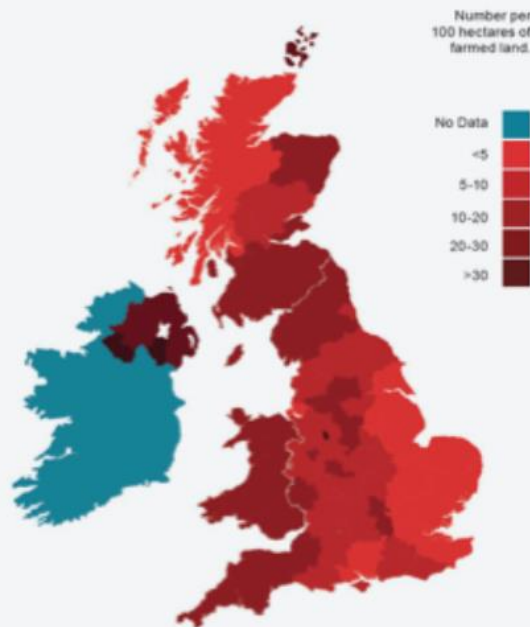 Number per
100 hectares of
farmed land.
No Data
<5
5-10
10-20
20-30
>30